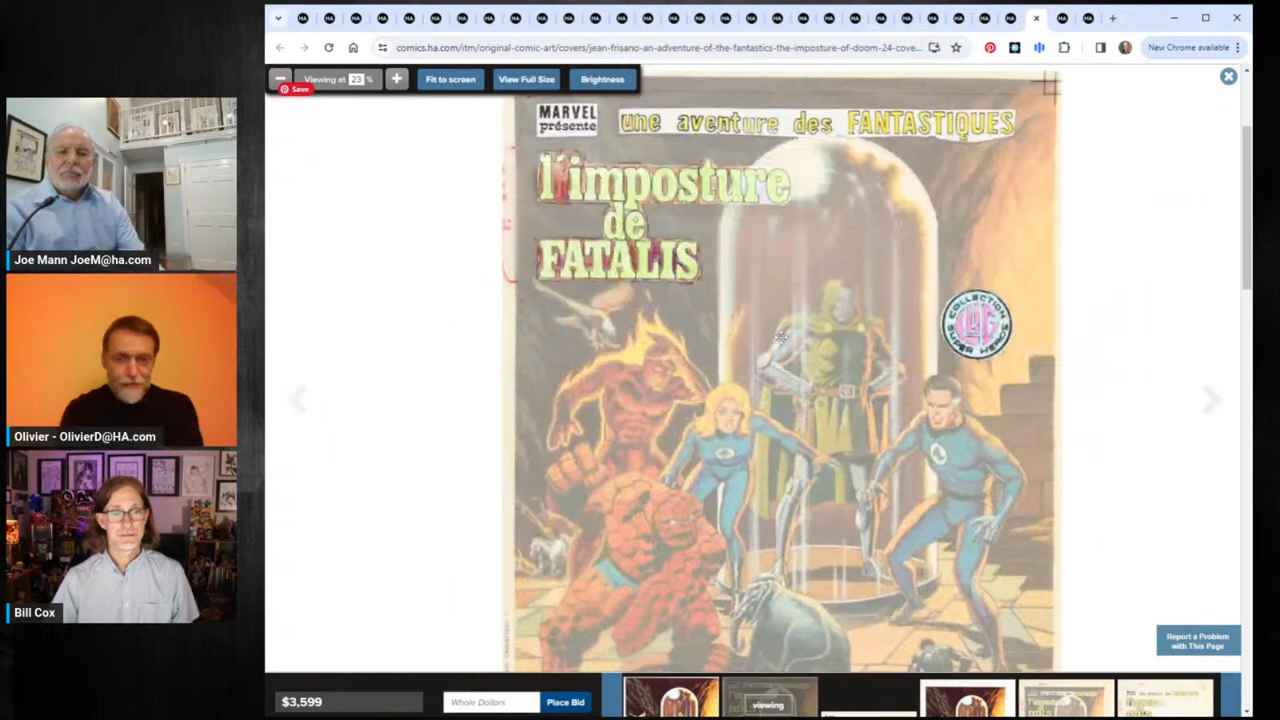 comics.ha.com/itm/original-comic-art/covers/jean-frisano-an-adventure-of-the-fantastics-the-imposture-of-doom-24-cove...
New Chrome available
Viewing at 23 %
Fit to screen
View Full Size
Brightness
Save
MARVEL
présente
une aventure des FANTASTIQUES
l'imposture
de
FATALIS
COLLECTION
LUG
SUPER HEROS
Joe Mann JoeM@ha.com
Olivier - OlivierD@HA.com
Bill Cox
Report a Problem
with This Page
$3,599
Whole Dollars
Place Bid
viewing